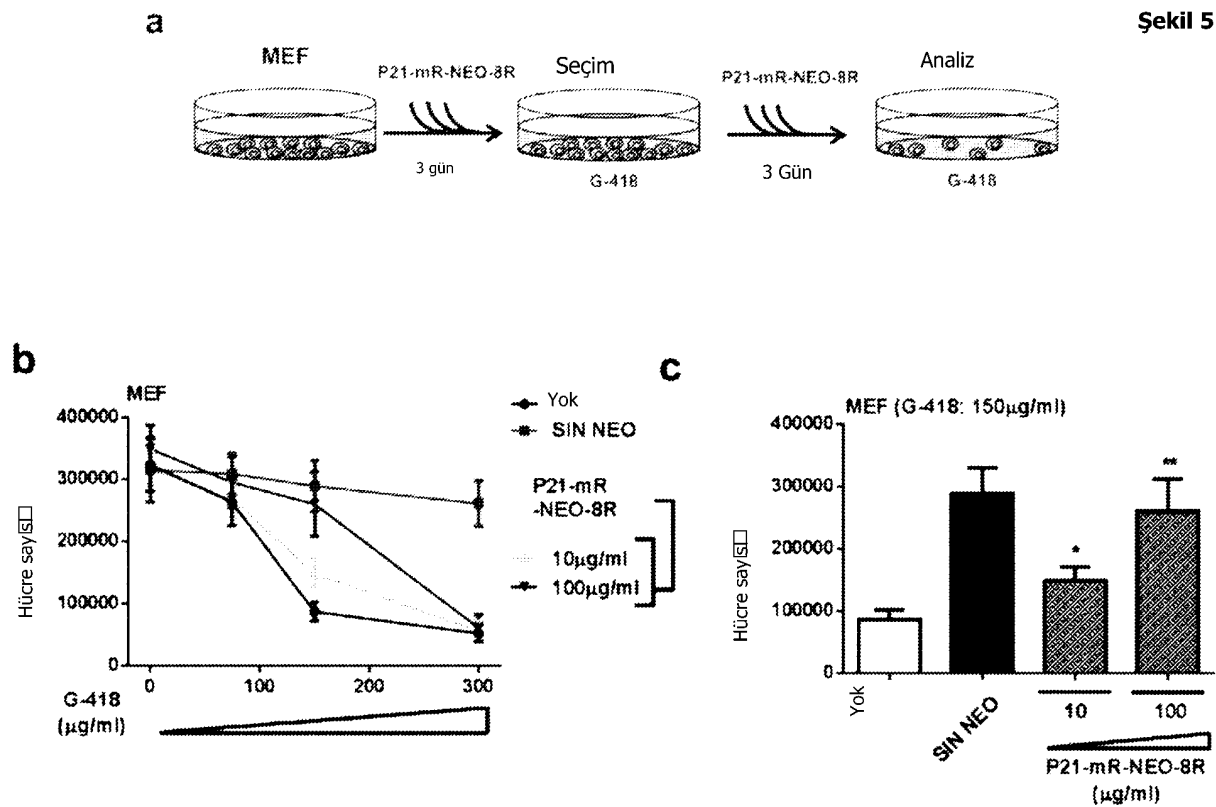 Şekil 5
a
MEF
P21-mR-NEO-8R
3 gün
Seçim
G-418
P21-mR-NEO-8R
3 Gün
Analiz
G-418
b
MEF
Hücre say
400000
300000
200000
100000
0
0 100 200 300
G-418
(µg/ml)
Yok
SIN NEO
P21-mR
-NEO-8R
10µg/ml
100µg/ml
c
MEF (G-418: 150µg/ml)
Hücre say
400000
300000
200000
100000
0
* **
Yok
SIN NEO
10 100
P21-mR-NEO-8R
(µg/ml)